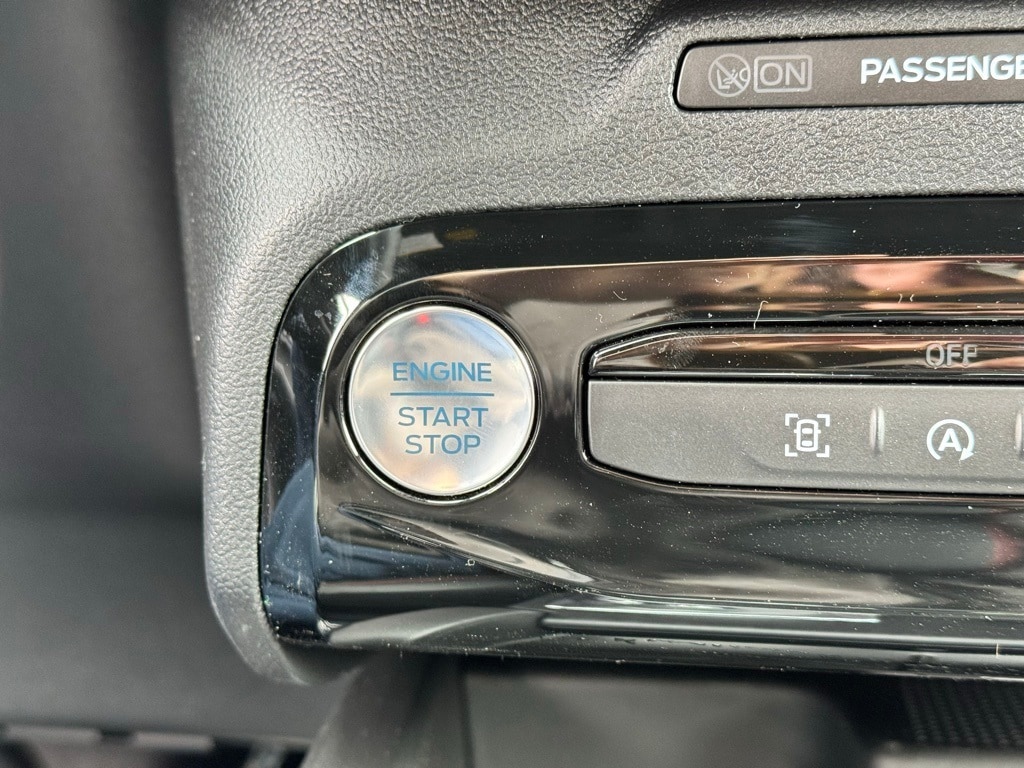 ON PASSENGE
ENGINE
START
STOP
OFF
A